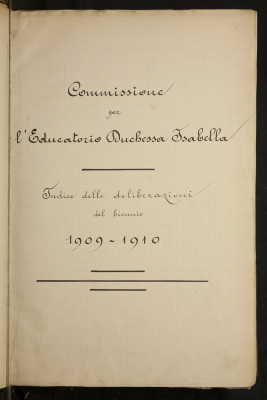 Commissione
per
l'Educatorio Duchessa Isabella
Indice delle deliberazioni
del biennio
1909-1910